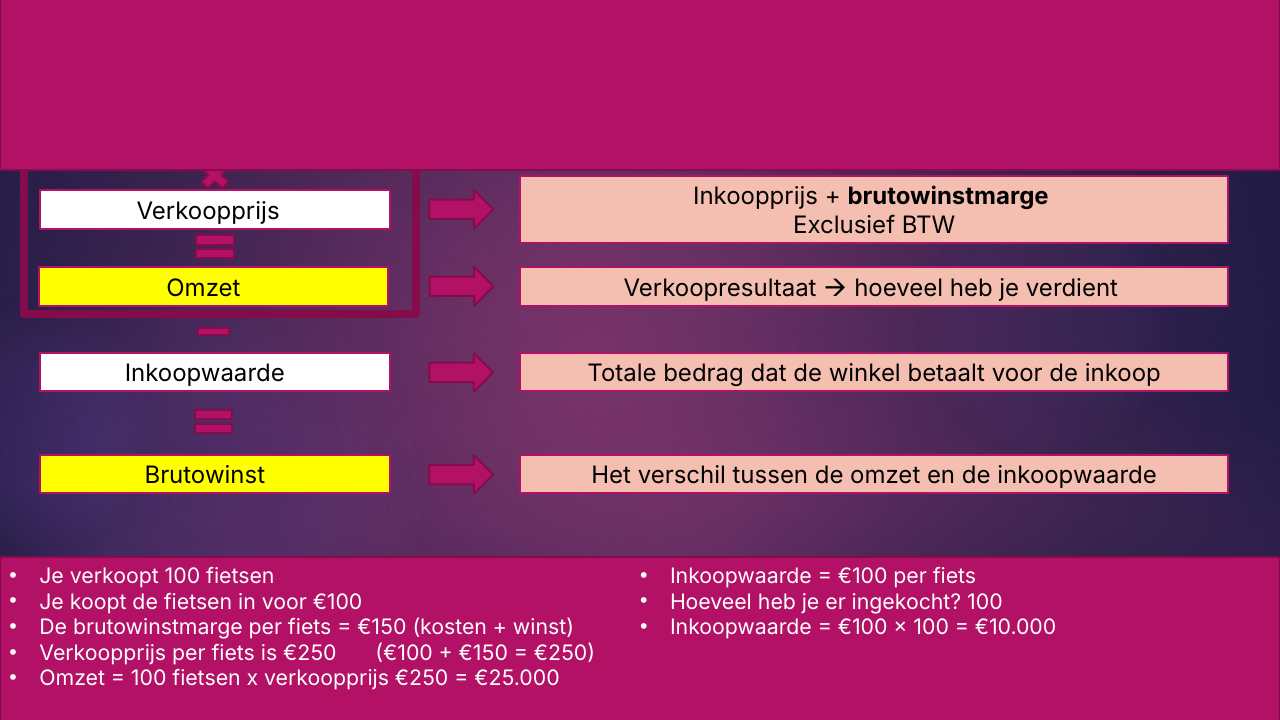 Verkoopprijs
Inkoopprijs + brutowinstmarge
Exclusief BTW
Omzet
Verkoopresultaat → hoeveel heb je verdient
Inkoopwaarde
Totale bedrag dat de winkel betaalt voor de inkoop
Brutowinst
Het verschil tussen de omzet en de inkoopwaarde
• Je verkoopt 100 fietsen
• Je koopt de fietsen in voor €100
• De brutowinstmarge per fiets = €150 (kosten + winst)
• Verkoopprijs per fiets is €250 (€100 + €150 = €250)
• Omzet = 100 fietsen x verkoopprijs €250 = €25.000
• Inkoopwaarde = €100 per fiets
• Hoeveel heb je er ingekocht? 100
• Inkoopwaarde = €100 × 100 = €10.000